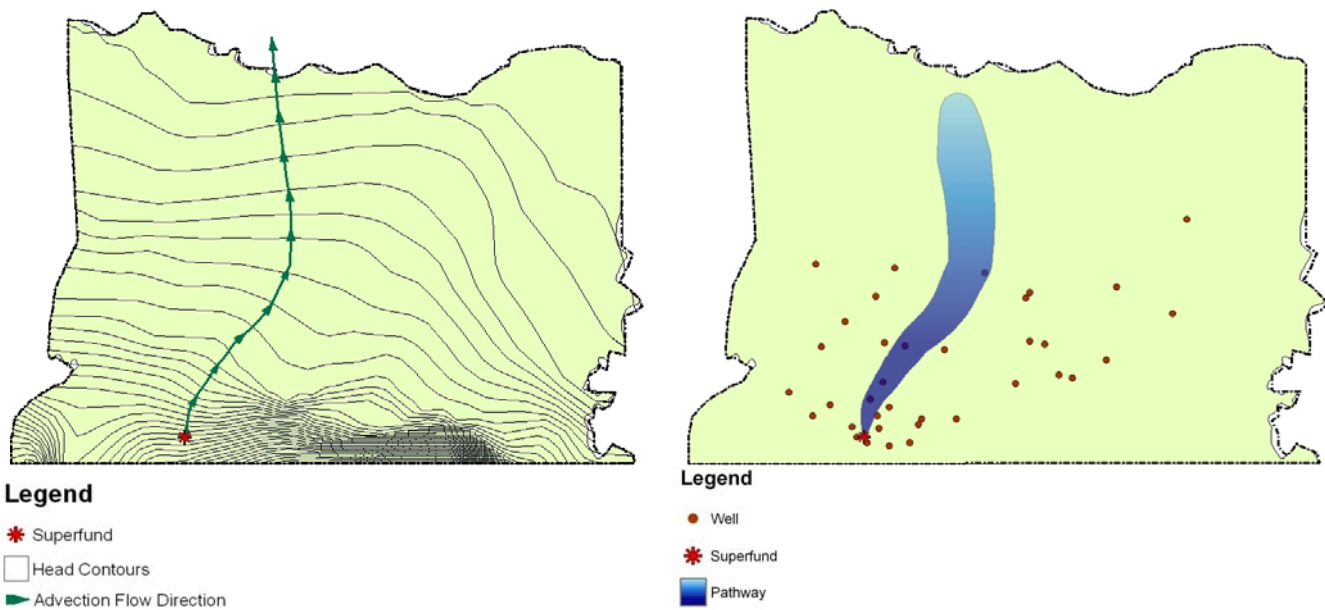 Legend
Superfund
Head Contours
Advection Flow Direction
Legend
Well
Superfund
Pathway